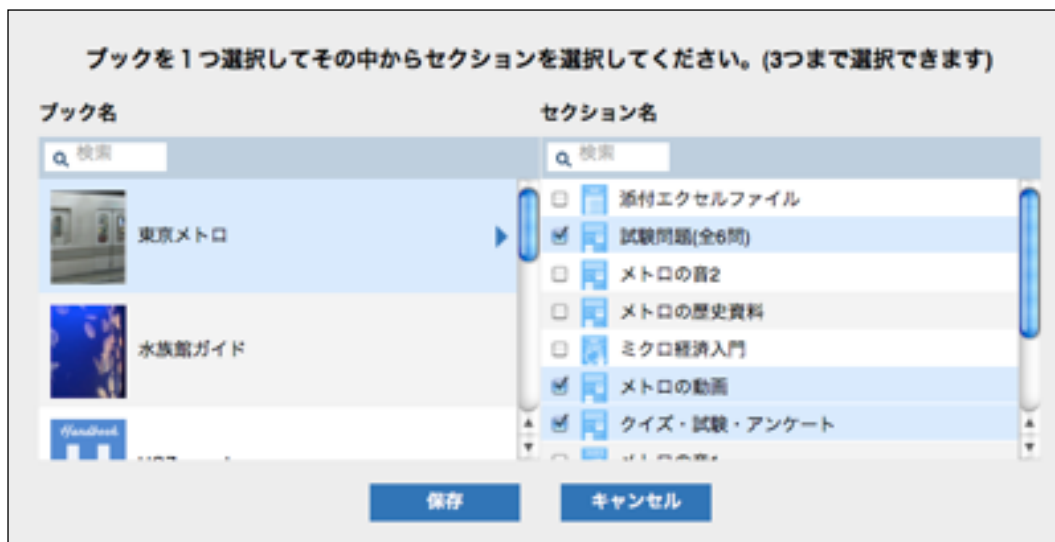 ブックを1つ選択してその中からセクションを選択してください。(3つまで選択できます)
ブック名
セクション名
検索
検索
東京メトロ
水族館ガイド
Handbook
添付エクセルファイル
試験問題(全6問)
メトロの音2
メトロの歴史資料
ミクロ経済入門
メトロの動画
クイズ・試験・アンケート
メトロの音1
保存
キャンセル